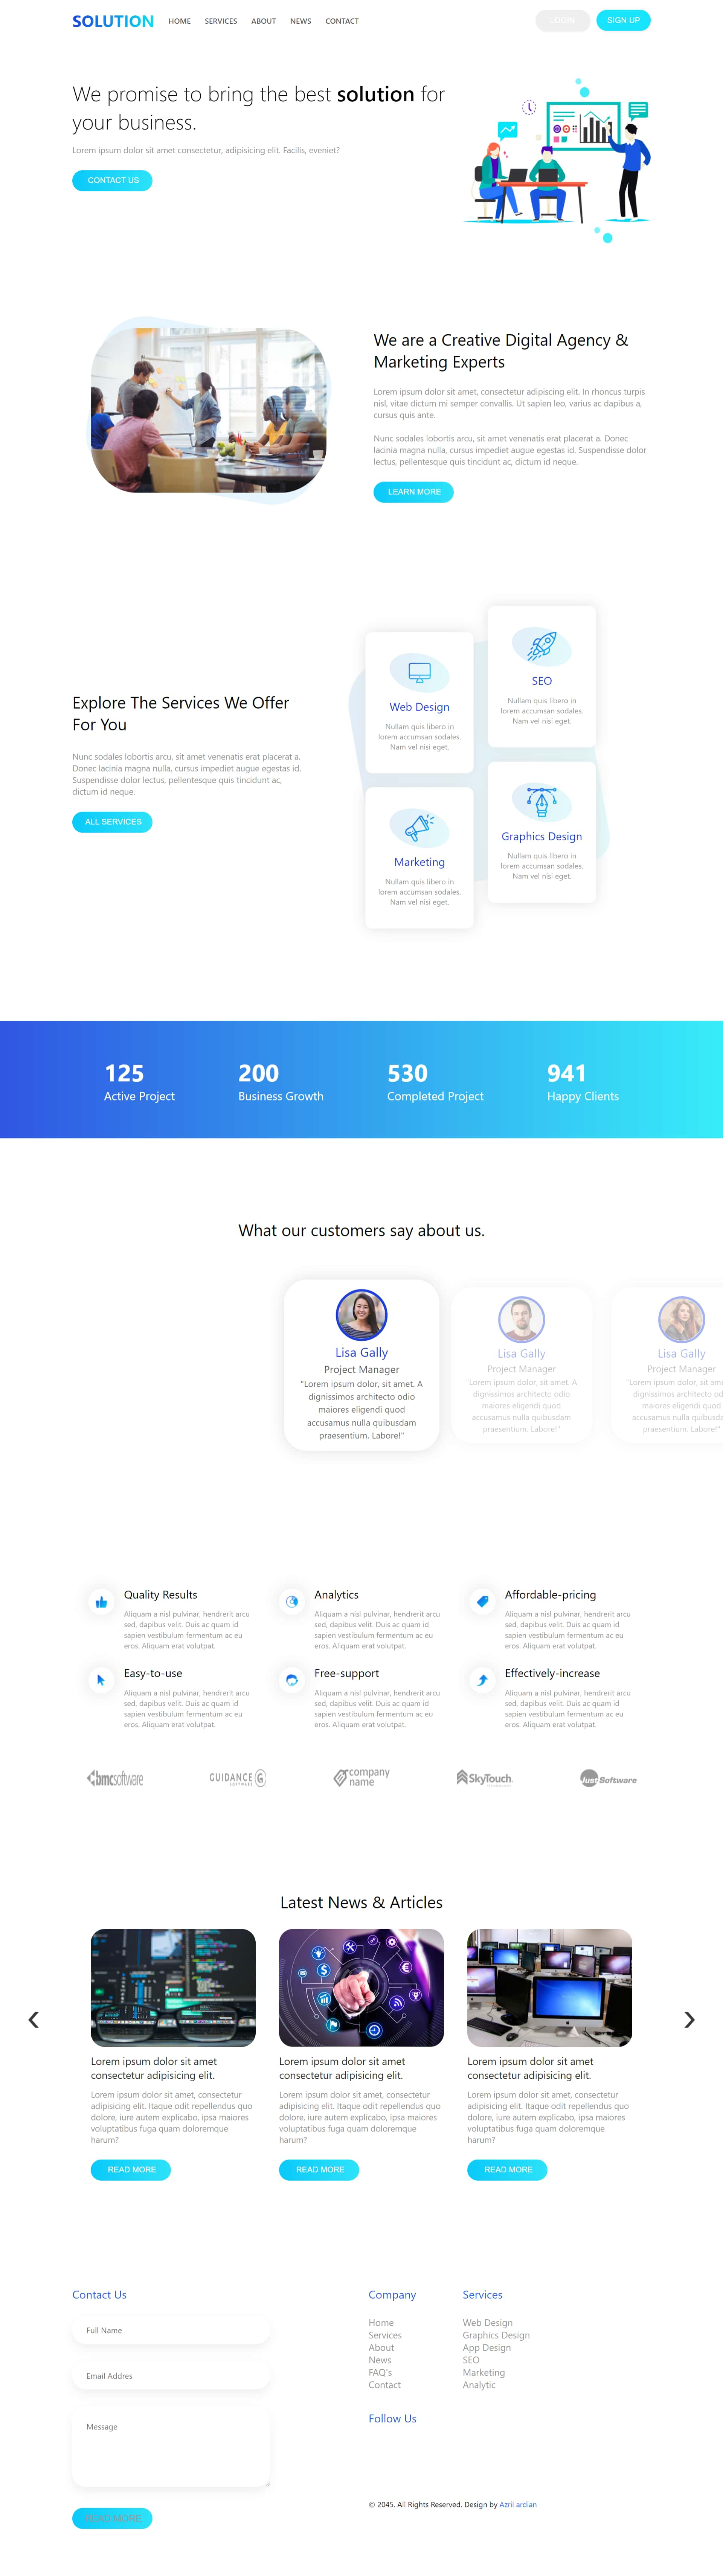 SOLUTION HOME SERVICES ABOUT NEWS CONTACT LOGIN SIGN UP
We promise to bring the best solution for
your business.
Lorem ipsum dolor sit amet consectetur, adipisicing elit. Facilis, eveniet?
CONTACT US
We are a Creative Digital Agency &
Marketing Experts
Lorem ipsum dolor sit amet, consectetur adipiscing elit. In rhoncus turpis
nisl, vitae dictum mi semper convallis. Ut sapien leo, varius ac dapibus a,
cursus quis ante.
Nunc sodales lobortis arcu, sit amet venenatis erat placerat a. Donec
lacinia magna nulla, cursus impediet augue egestas id. Suspendisse dolor
lectus, pellentesque quis tincidunt ac, dictum id neque.
LEARN MORE
Explore The Services We Offer
For You
Nunc sodales lobortis arcu, sit amet venenatis erat placerat a.
Donec lacinia magna nulla, cursus impediet augue egestas id.
Suspendisse dolor lectus, pellentesque quis tincidunt ac,
dictum id neque.
ALL SERVICES
Web Design
Nullam quis libero in
lorem accumsan sodales.
Nam vel nisi eget.
SEO
Nullam quis libero in
lorem accumsan sodales.
Nam vel nisi eget.
Marketing
Nullam quis libero in
lorem accumsan sodales.
Nam vel nisi eget.
Graphics Design
Nullam quis libero in
lorem accumsan sodales.
Nam vel nisi eget.
125
Active Project
200
Business Growth
530
Completed Project
941
Happy Clients
What our customers say about us.
Lisa Gally
Project Manager
"Lorem ipsum dolor, sit amet. A
dignissimos architecto odio
maiores eligendi quod
accusamus nulla quibusdam
praesentium. Labore!"
Lisa Gally
Project Manager
"Lorem ipsum dolor, sit amet. A
dignissimos architecto odio
maiores eligendi quod
accusamus nulla quibusdam
praesentium. Labore!"
Lisa Gally
Project Manager
"Lorem ipsum dolor, sit ame
dignissimos architecto od
maiores eligendi quod
accusamus nulla quibusda
praesentium. Labore!"
Quality Results
Aliquam a nisl pulvinar, hendrerit arcu
sed, dapibus velit. Duis ac quam id
sapien vestibulum fermentum ac eu
eros. Aliquam erat volutpat.
Analytics
Aliquam a nisl pulvinar, hendrerit arcu
sed, dapibus velit. Duis ac quam id
sapien vestibulum fermentum ac eu
eros. Aliquam erat volutpat.
Affordable-pricing
Aliquam a nisl pulvinar, hendrerit arcu
sed, dapibus velit. Duis ac quam id
sapien vestibulum fermentum ac eu
eros. Aliquam erat volutpat.
Easy-to-use
Aliquam a nisl pulvinar, hendrerit arcu
sed, dapibus velit. Duis ac quam id
sapien vestibulum fermentum ac eu
eros. Aliquam erat volutpat.
Free-support
Aliquam a nisl pulvinar, hendrerit arcu
sed, dapibus velit. Duis ac quam id
sapien vestibulum fermentum ac eu
eros. Aliquam erat volutpat.
Effectively-increase
Aliquam a nisl pulvinar, hendrerit arcu
sed, dapibus velit. Duis ac quam id
sapien vestibulum fermentum ac eu
eros. Aliquam erat volutpat.
bmcsoftware
GUIDANCE G
SOFTWARE
company
name
SkyTouch
Just Software
Latest News & Articles
Lorem ipsum dolor sit amet
consectetur adipisicing elit.
Lorem ipsum dolor sit amet, consectetur
adipisicing elit. Itaque odit repellendus quo
dolore, iure autem explicabo, ipsa maiores
voluptatibus fuga quam doloremque
harum?
READ MORE
Lorem ipsum dolor sit amet
consectetur adipisicing elit.
Lorem ipsum dolor sit amet, consectetur
adipisicing elit. Itaque odit repellendus quo
dolore, iure autem explicabo, ipsa maiores
voluptatibus fuga quam doloremque
harum?
READ MORE
Lorem ipsum dolor sit amet
consectetur adipisicing elit.
Lorem ipsum dolor sit amet, consectetur
adipisicing elit. Itaque odit repellendus quo
dolore, iure autem explicabo, ipsa maiores
voluptatibus fuga quam doloremque
harum?
READ MORE
Contact Us
Full Name
Email Addres
Message
READ MORE
Company
Home
Services
About
News
FAQ's
Contact
Services
Web Design
Graphics Design
App Design
SEO
Marketing
Analytic
Follow Us
© 2045. All Rights Reserved. Design by Azril ardian